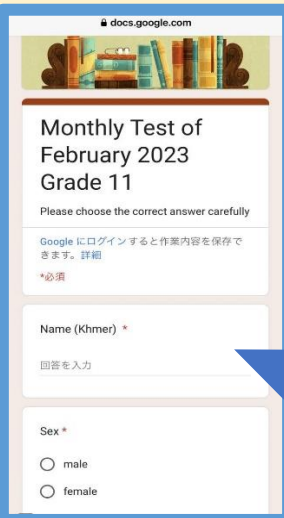 docs.google.com
Monthly Test of
February 2023
Grade 11
Please choose the correct answer carefully
Google にログインすると作業内容を保存で
きます。詳細
*必須
Name (Khmer) *
回答を入力
Sex *
male
female